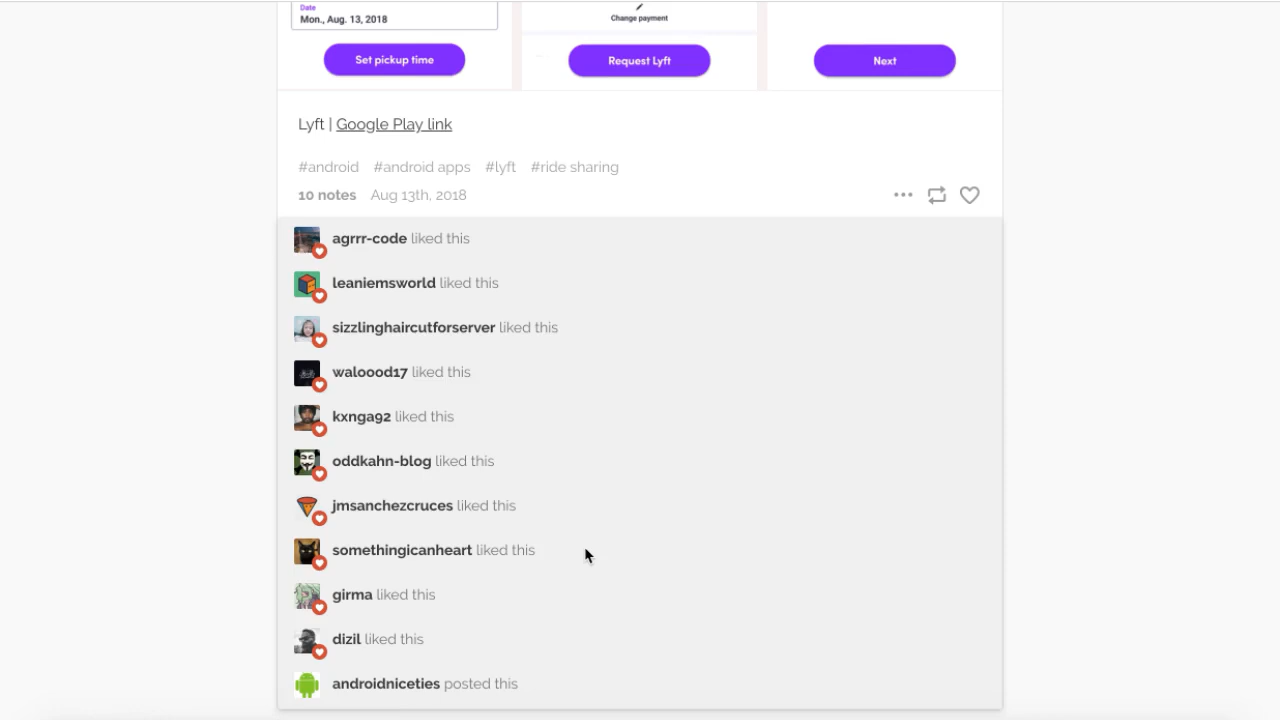 Date
Mon., Aug. 13, 2018
Change payment
Set pickup time
Request Lyft
Next
Lyft | Google Play link
#android #android apps #lyft #ride sharing
10 notes Aug 13th, 2018
agrrr-code liked this
leaniemsworld liked this
sizzlinghaircutforserver liked this
waloood17 liked this
kxnga92 liked this
oddkahn-blog liked this
jmsanchezcruces liked this
somethingicanheart liked this
girma liked this
dizil liked this
androidniceties posted this